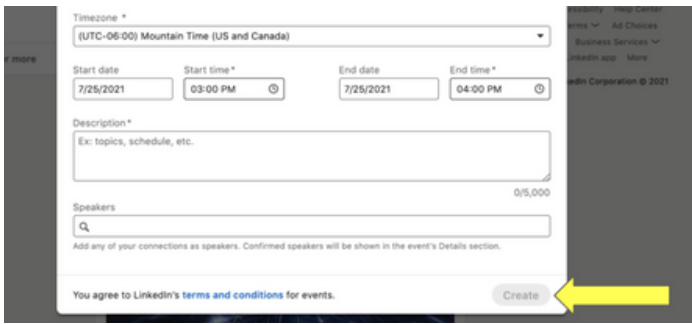 Timezone *
(UTC-06:00) Mountain Time (US and Canada)
Start date Start time* End date End time*
7/25/2021 03:00 PM 7/25/2021 04:00 PM
Description*
Ex: topics, schedule, etc.
0/5,000
Speakers
Add any of your connections as speakers. Confirmed speakers will be shown in the event's Details section.
You agree to LinkedIn's terms and conditions for events.
Create
r more
Help Center
Ad Choices
Business Services
app More
Corporation © 2021